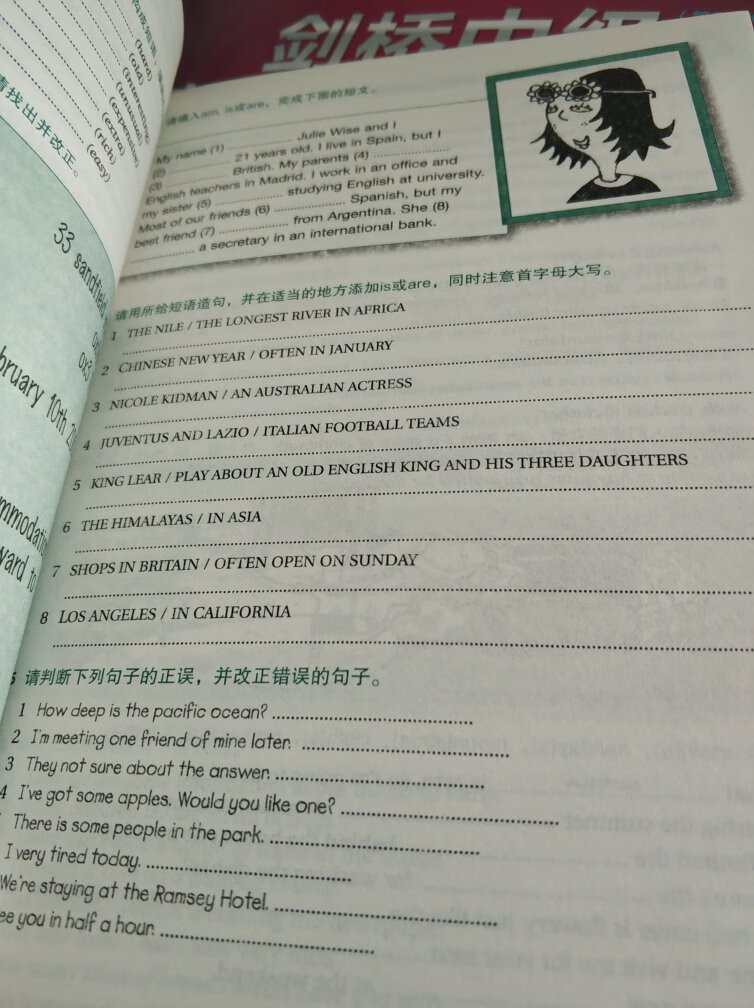 剑桥中级
(hard)
(old)
(interesting
(unusual)
(expensive)
(extra)
(rich)
(easy)
请找出并改正。
33 sandfield
bruary 10th 2
mmodatin
ward to
请填入am, is或are，完成下面的短文。
My name (1) .................. Julie Wise and I
(2) .................. 21 years old. I live in Spain, but I
(3) .................. British. My parents (4) ..................
English teachers in Madrid. I work in an office and
my sister (5) .................. studying English at university.
Most of our friends (6) .................. Spanish, but my
best friend (7) .................. from Argentina. She (8)
.................. a secretary in an international bank.
请用所给短语造句，并在适当的地方添加is或are，同时注意首字母大写。
1 THE NILE / THE LONGEST RIVER IN AFRICA
2 CHINESE NEW YEAR / OFTEN IN JANUARY
3 NICOLE KIDMAN / AN AUSTRALIAN ACTRESS
4 JUVENTUS AND LAZIO / ITALIAN FOOTBALL TEAMS
5 KING LEAR / PLAY ABOUT AN OLD ENGLISH KING AND HIS THREE DAUGHTERS
6 THE HIMALAYAS / IN ASIA
7 SHOPS IN BRITAIN / OFTEN OPEN ON SUNDAY
8 LOS ANGELES / IN CALIFORNIA
请判断下列句子的正误，并改正错误的句子。
1 How deep is the pacific ocean? ..................
2 I'm meeting one friend of mine later. ..................
3 They not sure about the answer. ..................
4 I've got some apples. Would you like one? ..................
There is some people in the park. ..................
I very tired today. ..................
We're staying at the Ramsey Hotel. ..................
ee you in half a hour. ..................